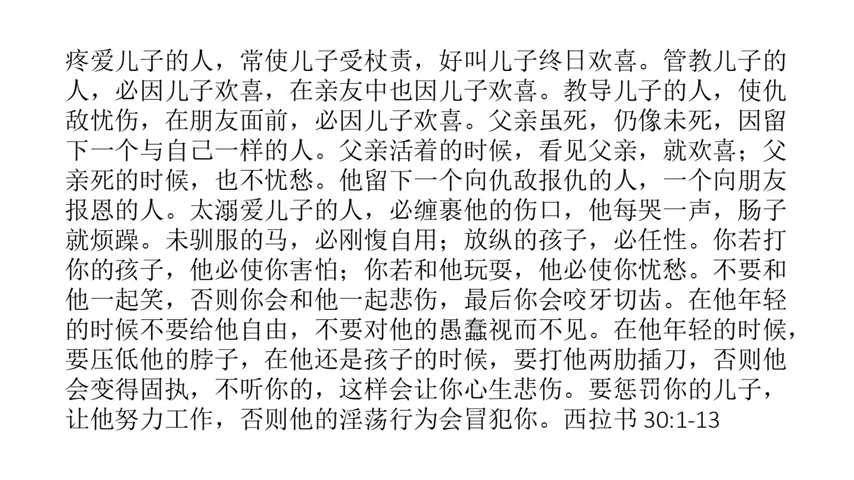 疼爱儿子的人，常使儿子受杖责，好叫儿子终日欢喜。管教儿子的
人，必因儿子欢喜，在亲友中也因儿子欢喜。教导儿子的人，使仇
敌忧伤，在朋友面前，必因儿子欢喜。父亲虽死，仍像未死，因留
下一个与自己一样的人。父亲活着的时候，看见父亲，就欢喜；父
亲死的时候，也不忧愁。他留下一个向仇敌报仇的人，一个向朋友
报恩的人。太溺爱儿子的人，必缠裹他的伤口，他每哭一声，肠子
就烦躁。未驯服的马，必刚愎自用；放纵的孩子，必任性。你若打
你的孩子，他必使你害怕；你若和他玩耍，他必使你忧愁。不要和
他一起笑，否则你会和他一起悲伤，最后你会咬牙切齿。在他年轻
的时候不要给他自由，不要对他的愚蠢视而不见。在他年轻的时候，
要压低他的脖子，在他还是孩子的时候，要打他两肋插刀，否则他
会变得固执，不听你的，这样会让你心生悲伤。要惩罚你的儿子，
让他努力工作，否则他的淫荡行为会冒犯你。西拉书 30:1-13